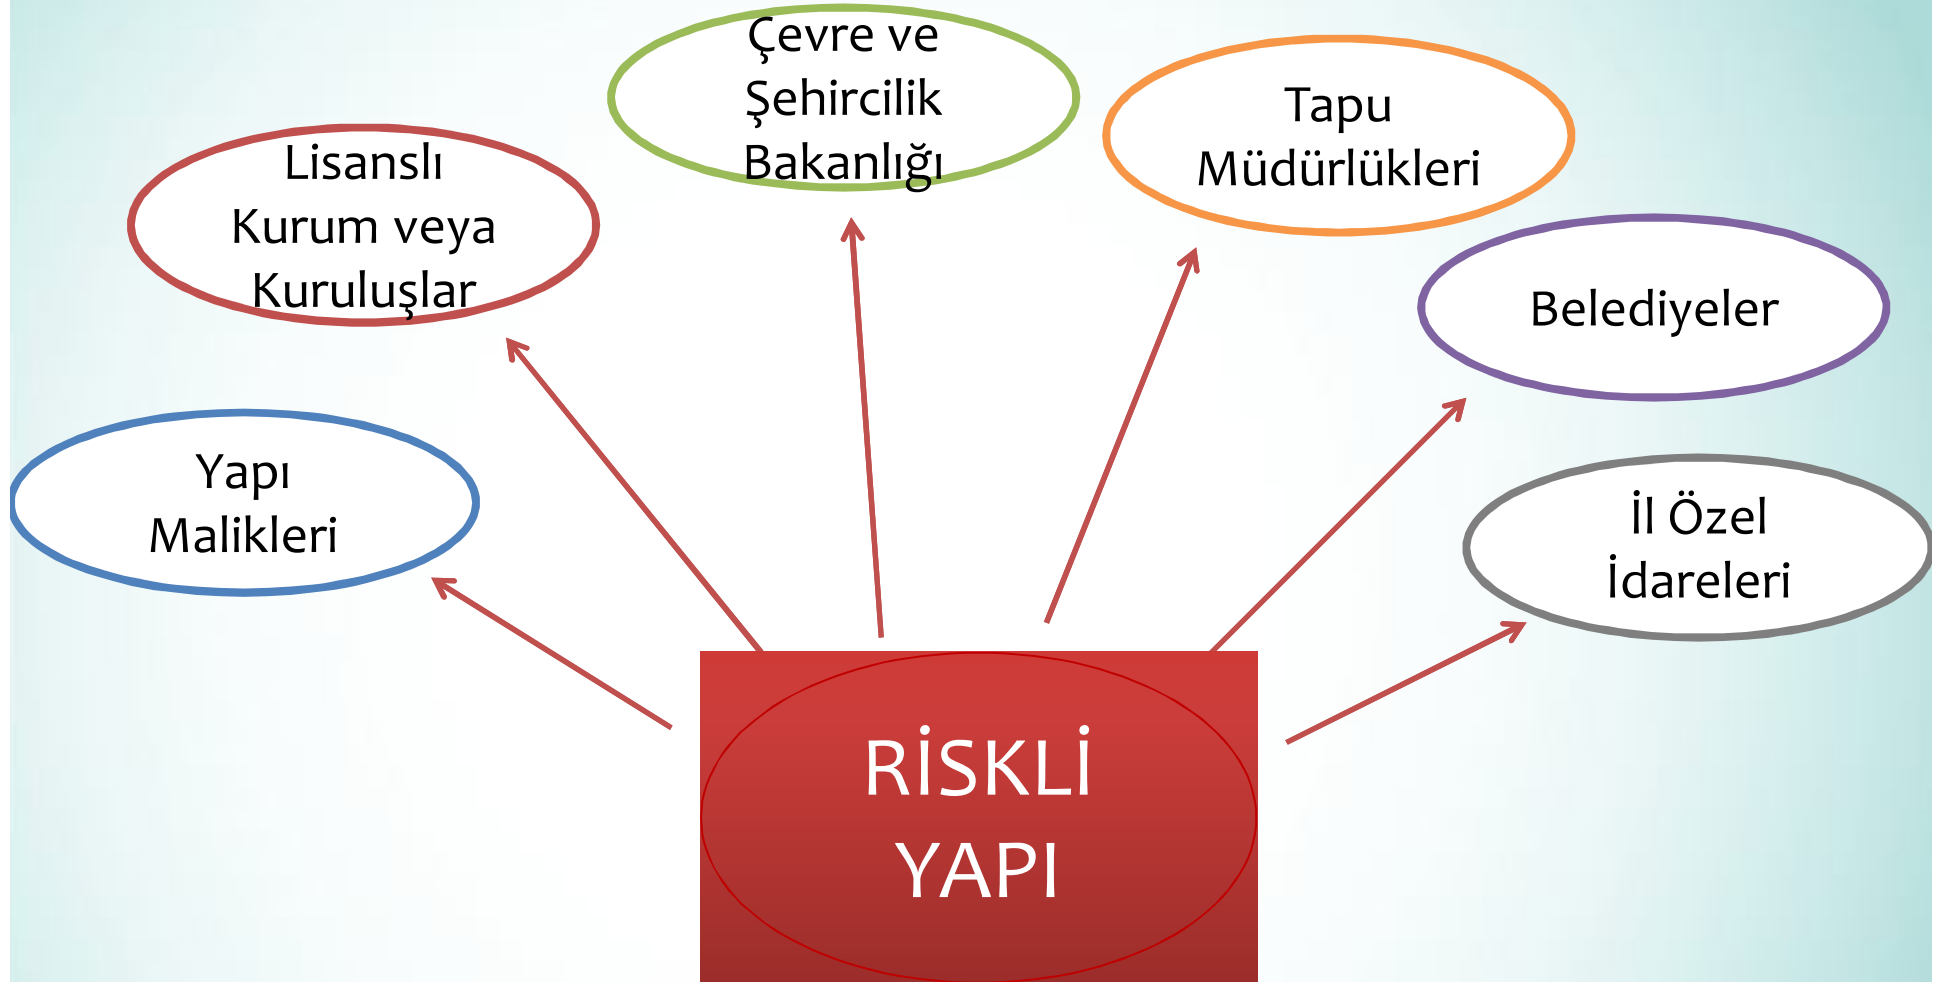 Çevre ve
Şehircilik
Bakanlığı
Tapu
Müdürlükleri
Lisanslı
Kurum veya
Kuruluşlar
Belediyeler
Yapı
Malikleri
İl Özel
İdareleri
RİSKLİ
YAPI